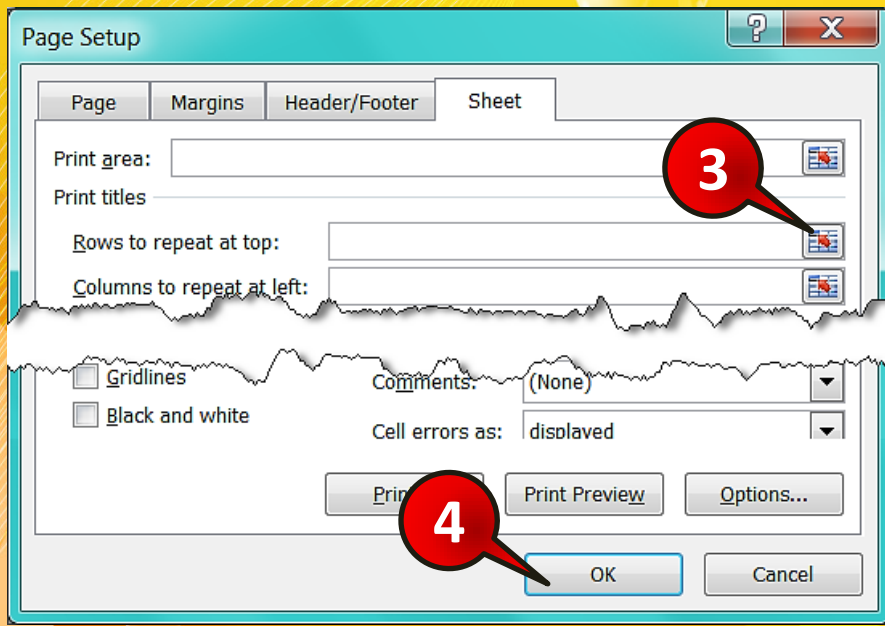 Page Setup
? X
Page Margins Header/Footer Sheet
Print area:
3
Print titles
Rows to repeat at top:
Columns to repeat at left:
Gridlines Comments: (None)
Black and white
Cell errors as: displayed
Prin Print Preview Options...
4
OK Cancel